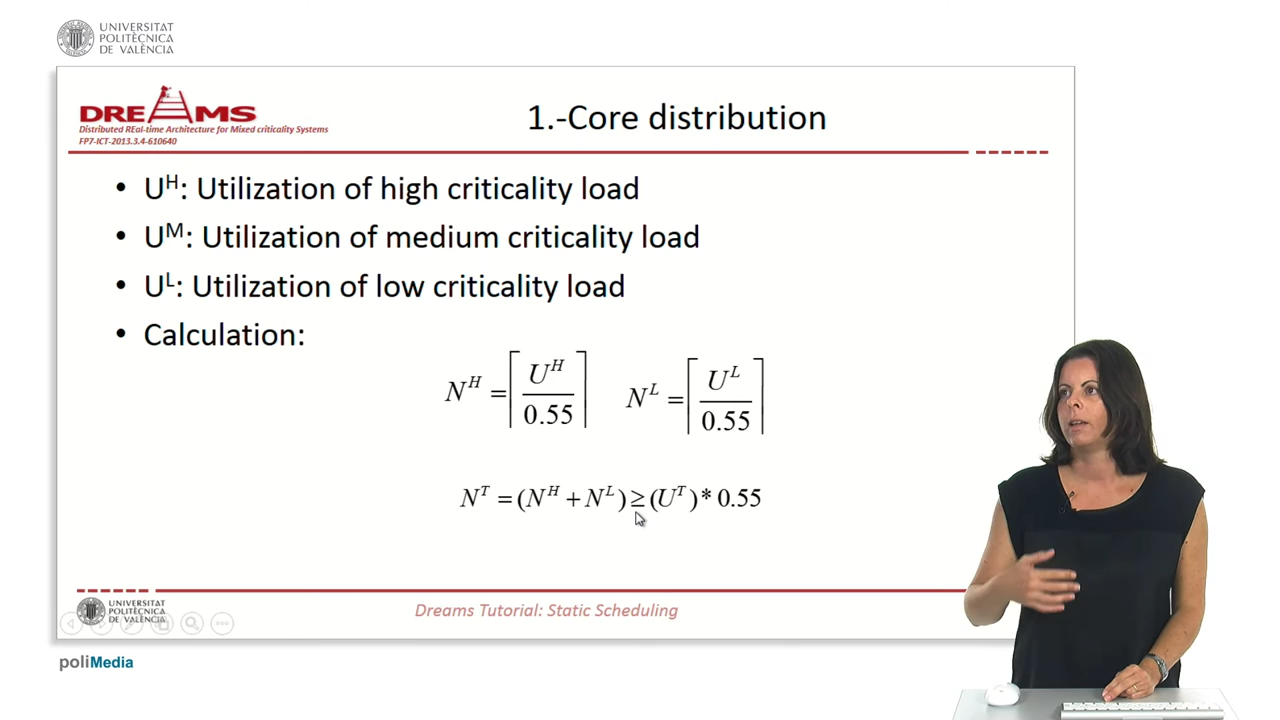 UNIVERSITAT
POLITÈCNICA
DE VALÈNCIA
DREAMS
Distributed REal-time Architecture for Mixed criticality Systems
FP7-ICT-2013.3.4-610640
1.-Core distribution
• U^H: Utilization of high criticality load
• U^M: Utilization of medium criticality load
• U^L: Utilization of low criticality load
• Calculation:
N^H = ⌈U^H / 0.55⌉ N^L = ⌈U^L / 0.55⌉
N^T = (N^H + N^L) ≥ (U^T) * 0.55
UNIVERSITAT
POLITÈCNICA
DE VALÈNCIA
Dreams Tutorial: Static Scheduling
poliMedia